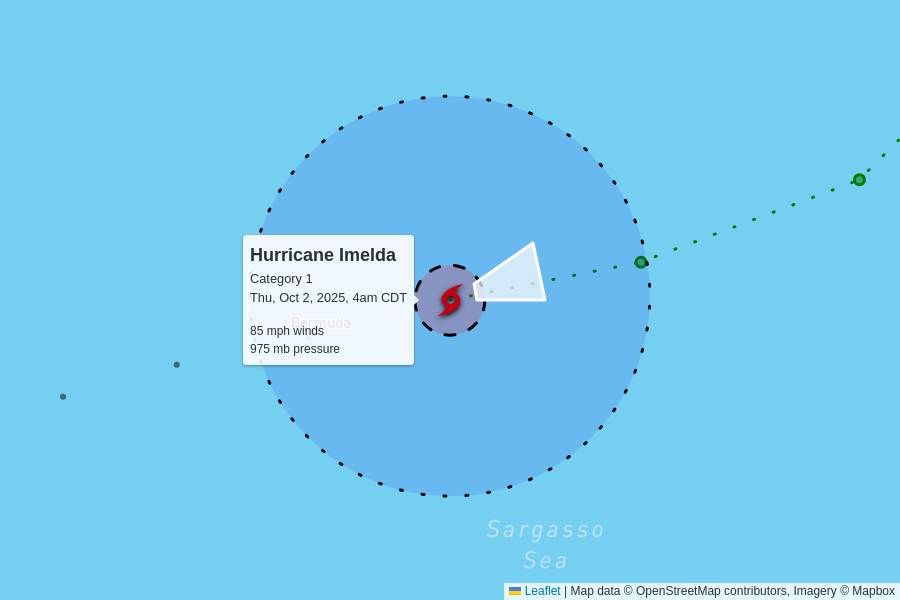 Hurricane Imelda
Category 1
Thu, Oct 2, 2025, 4am CDT
Bermuda
85 mph winds
975 mb pressure
Sargasso
Sea
Leaflet | Map data © OpenStreetMap contributors, Imagery © Mapbox